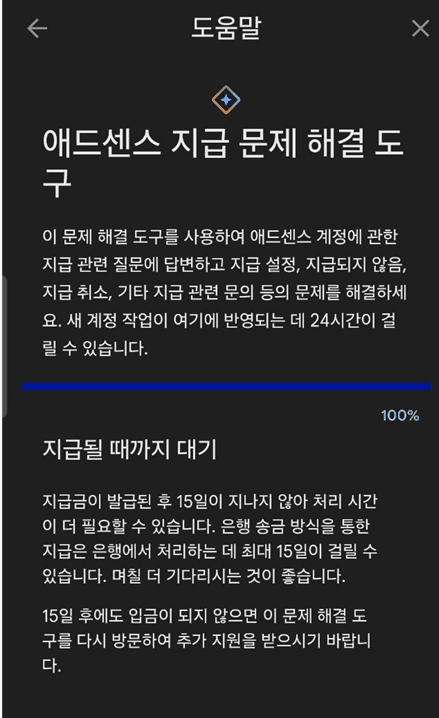 도움말
애드센스 지급 문제 해결 도
구
이 문제 해결 도구를 사용하여 애드센스 계정에 관한
지급 관련 질문에 답변하고 지급 설정, 지급되지 않음,
지급 취소, 기타 지급 관련 문의 등의 문제를 해결하세
요. 새 계정 작업이 여기에 반영되는 데 24시간이 걸
릴 수 있습니다.
100%
지급될 때까지 대기
지급금이 발급된 후 15일이 지나지 않아 처리 시간
이 더 필요할 수 있습니다. 은행 송금 방식을 통한
지급은 은행에서 처리하는 데 최대 15일이 걸릴 수
있습니다. 며칠 더 기다리시는 것이 좋습니다.
15일 후에도 입금이 되지 않으면 이 문제 해결 도
구를 다시 방문하여 추가 지원을 받으시기 바랍니
다.